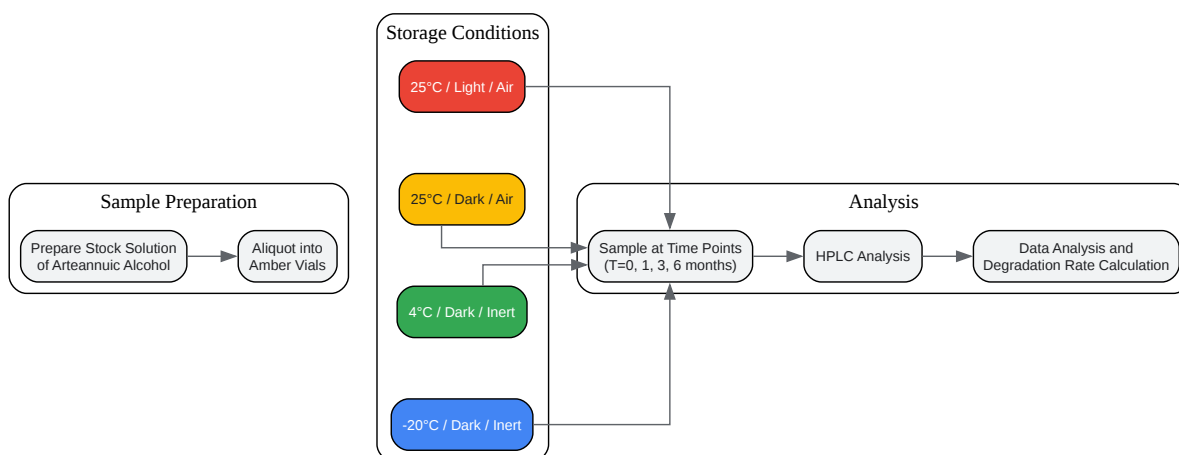 Sample Preparation
Prepare Stock Solution
of Arteannuic Alcohol
Aliquot into
Amber Vials
Storage Conditions
25°C / Light / Air
25°C / Dark / Air
4°C / Dark / Inert
-20°C / Dark / Inert
Analysis
Sample at Time Points
(T=0, 1, 3, 6 months)
HPLC Analysis
Data Analysis and
Degradation Rate Calculation